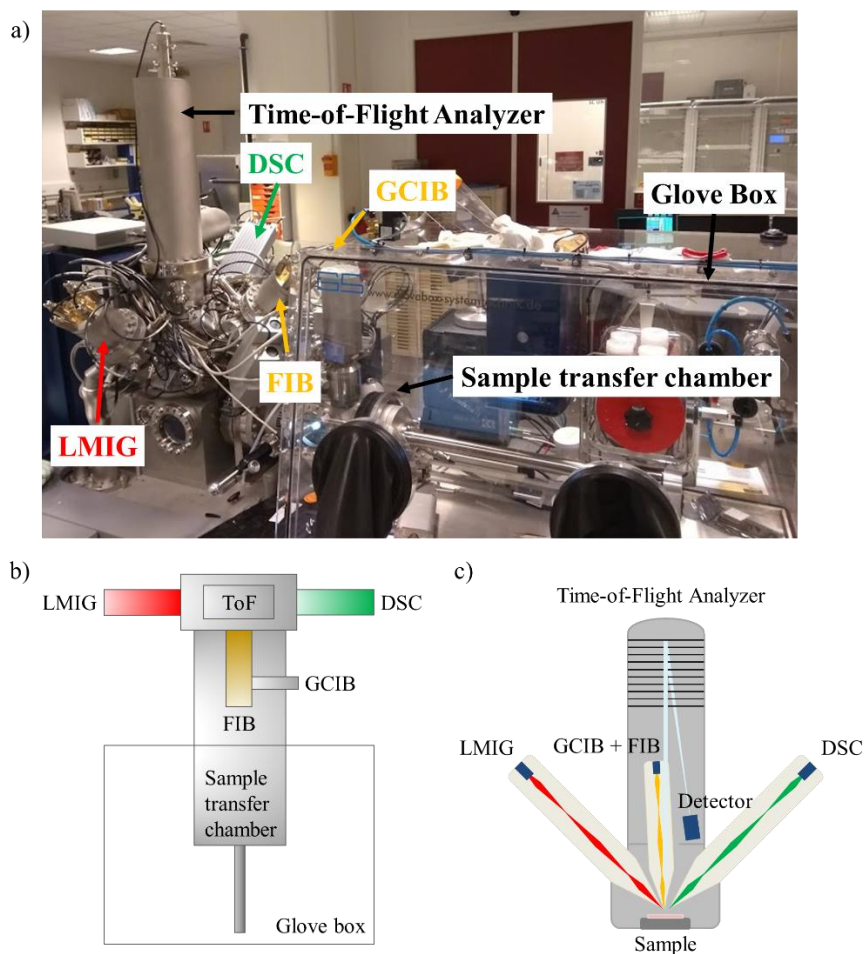 a)
Time-of-Flight Analyzer
DSC
GCIB
Glove Box
FIB
Sample transfer chamber
LMIG
b)
LMIG
ToF
DSC
GCIB
FIB
Sample
transfer
chamber
Glove box
c)
Time-of-Flight Analyzer
LMIG
GCIB + FIB
DSC
Detector
Sample